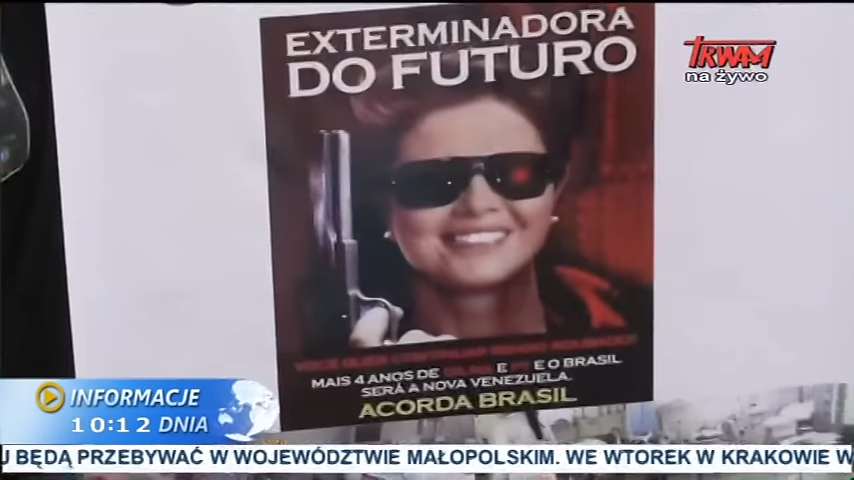 EXTERMINADORA
DO FUTURO
TRWAM
na żywo
MAIS 4 ANOS DE E E O BRASIL
SERÁ A NOVA VENEZUELA.
ACORDA BRASIL
INFORMACJE
10:12 DNIA
J BĘDĄ PRZEBYWAĆ W WOJEWÓDZTWIE MAŁOPOLSKIM. WE WTOREK W KRAKOWIE W